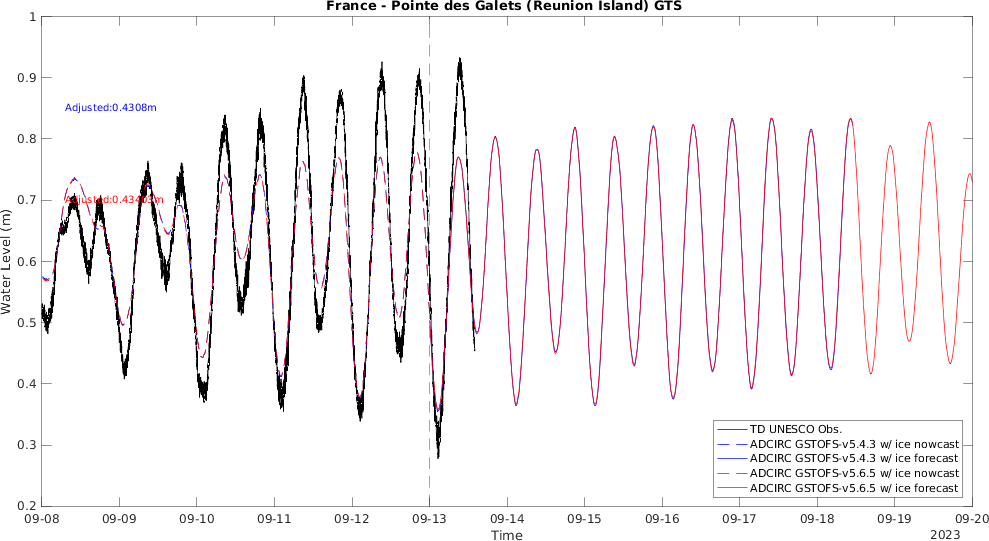 France - Pointe des Galets (Reunion Island) GTS
1
0.9
0.8
0.7
0.6
0.5
0.4
0.3
0.2
Water Level (m)
Adjusted:0.4308m
TD UNESCO Obs.
ADCIRC GSTOFS-v5.4.3 w/ ice nowcast
ADCIRC GSTOFS-v5.4.3 w/ ice forecast
ADCIRC GSTOFS-v5.6.5 w/ ice nowcast
ADCIRC GSTOFS-v5.6.5 w/ ice forecast
09-08 09-09 09-10 09-11 09-12 09-13 09-14 09-15 09-16 09-17 09-18 09-19 09-20
Time
2023